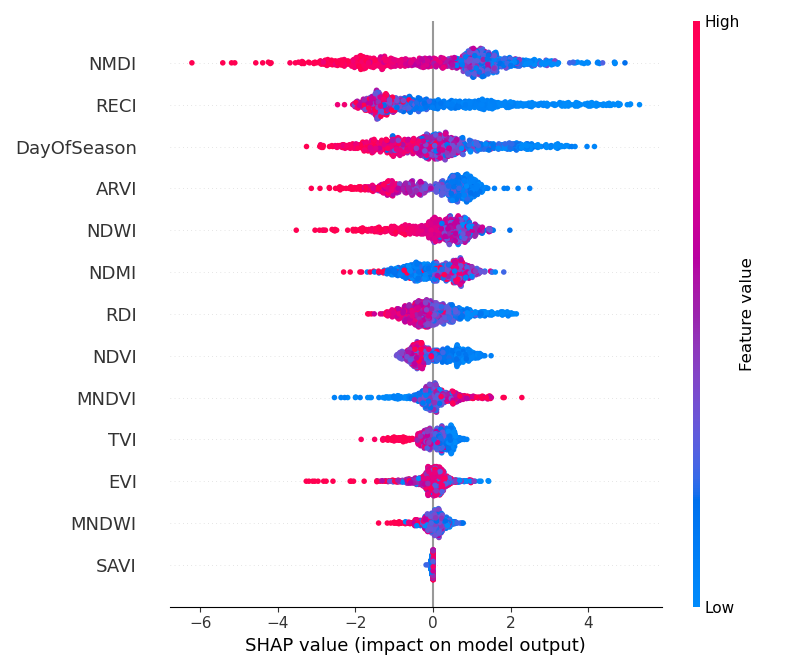 High
NMDI
RECI
DayOfSeason
ARVI
NDWI
NDMI
RDI
NDVI
MNDVI
TVI
EVI
MNDWI
SAVI
Feature value
Low
−6 −4 −2 0 2 4
SHAP value (impact on model output)